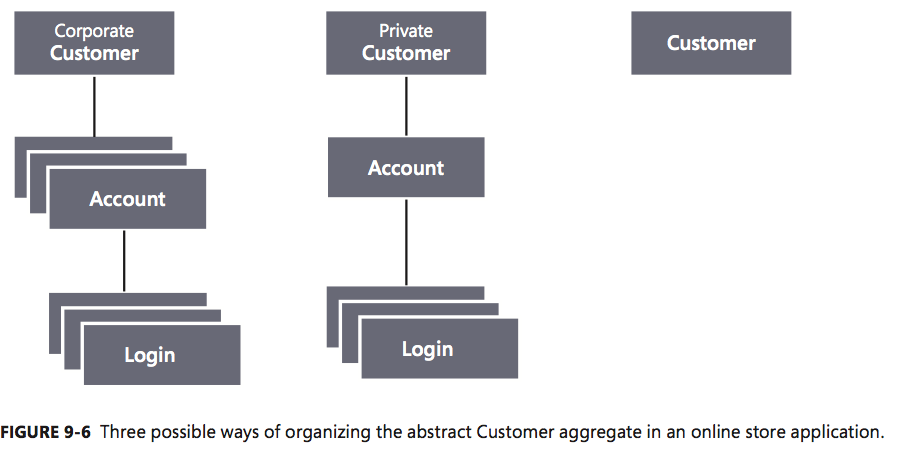 Corporate
Customer
Private
Customer
Customer
Account
Account
Login
Login
FIGURE 9-6 Three possible ways of organizing the abstract Customer aggregate in an online store application.